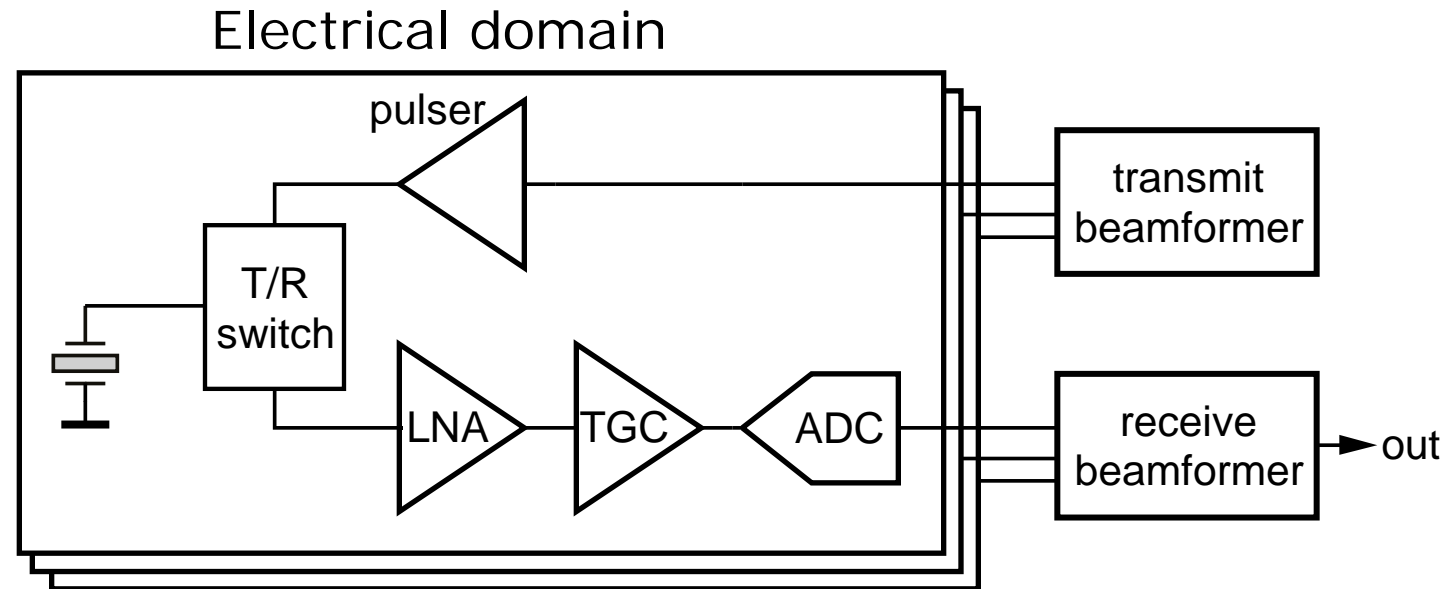 Electrical domain
pulser
transmit
beamformer
T/R
switch
LNA
TGC
ADC
receive
beamformer
out